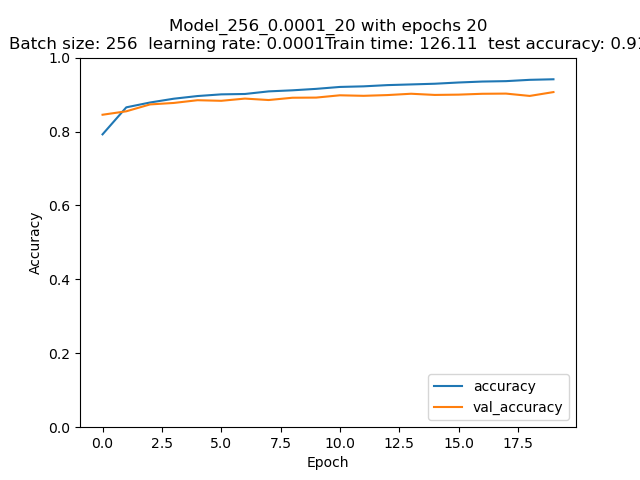 Model_256_0.0001_20 with epochs 20
Batch size: 256  learning rate: 0.0001Train time: 126.11  test accuracy: 0.91
1.0
0.8
0.6
0.4
0.2
0.0
Accuracy
accuracy
val_accuracy
0.0 2.5 5.0 7.5 10.0 12.5 15.0 17.5
Epoch